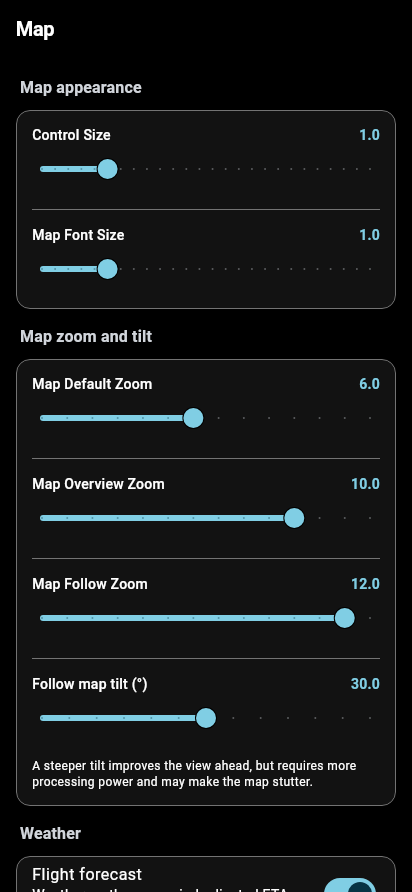 Map
Map appearance
Control Size 1.0
Map Font Size 1.0
Map zoom and tilt
Map Default Zoom 6.0
Map Overview Zoom 10.0
Map Follow Zoom 12.0
Follow map tilt (°) 30.0
A steeper tilt improves the view ahead, but requires more
processing power and may make the map stutter.
Weather
Flight forecast